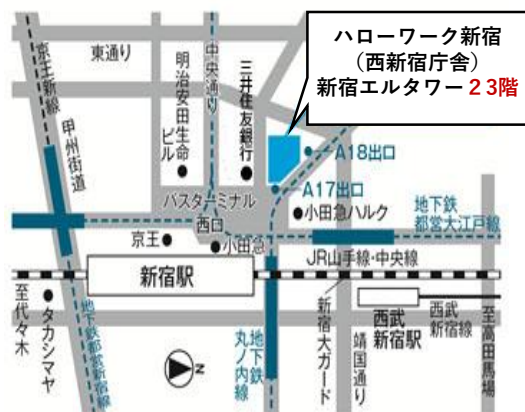 ハローワーク新宿
（西新宿庁舎）
新宿エルタワー２３階
東通り
京王新線
甲州街道
明治安田生命
ビル
中央通り
三井住友銀行
A18出口
A17出口
バスターミナル
小田急ハルク
地下鉄
都営大江戸線
西口
京王
小田急
JR山手線・中央線
新宿駅
至代々木
タカシマヤ
地下鉄都営新宿線
地下鉄
丸ノ内線
新宿大ガード
靖国通り
西武
新宿駅
西武
新宿線
至高田馬場
N